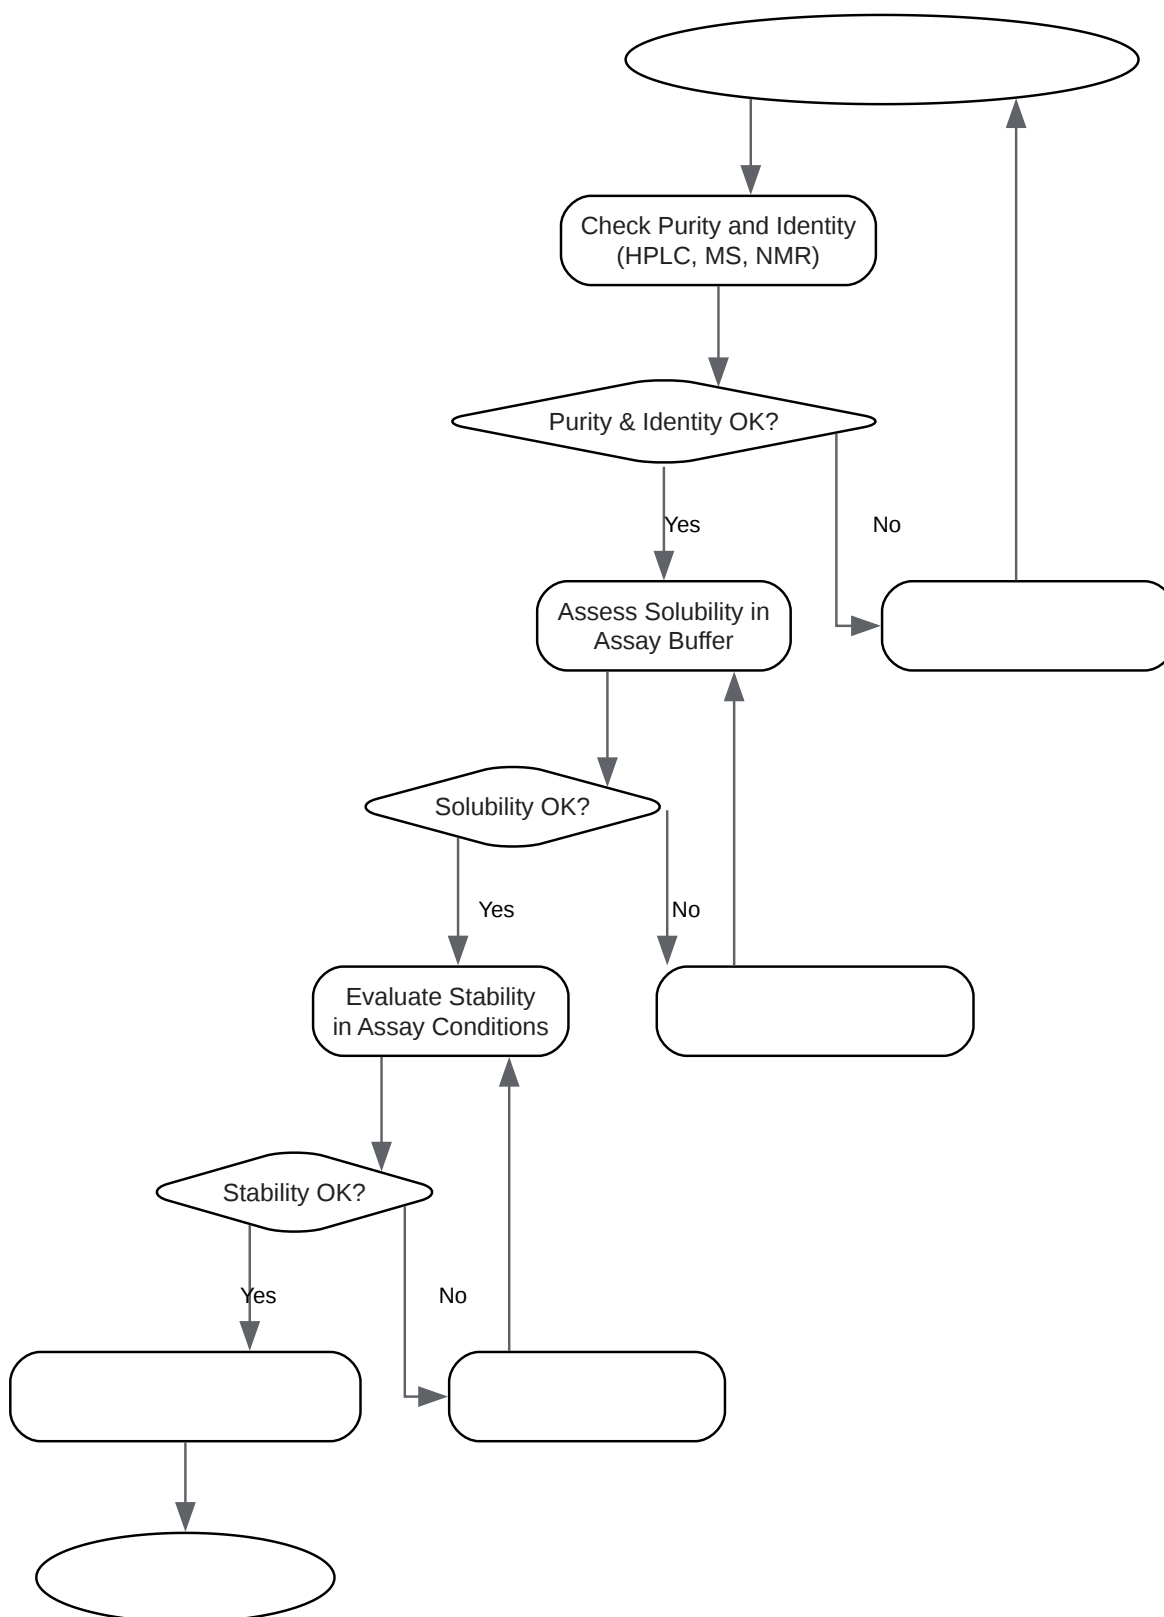 Check Purity and Identity
(HPLC, MS, NMR)
Purity & Identity OK?
Yes
No
Assess Solubility in
Assay Buffer
Solubility OK?
Yes
No
Evaluate Stability
in Assay Conditions
Stability OK?
Yes
No